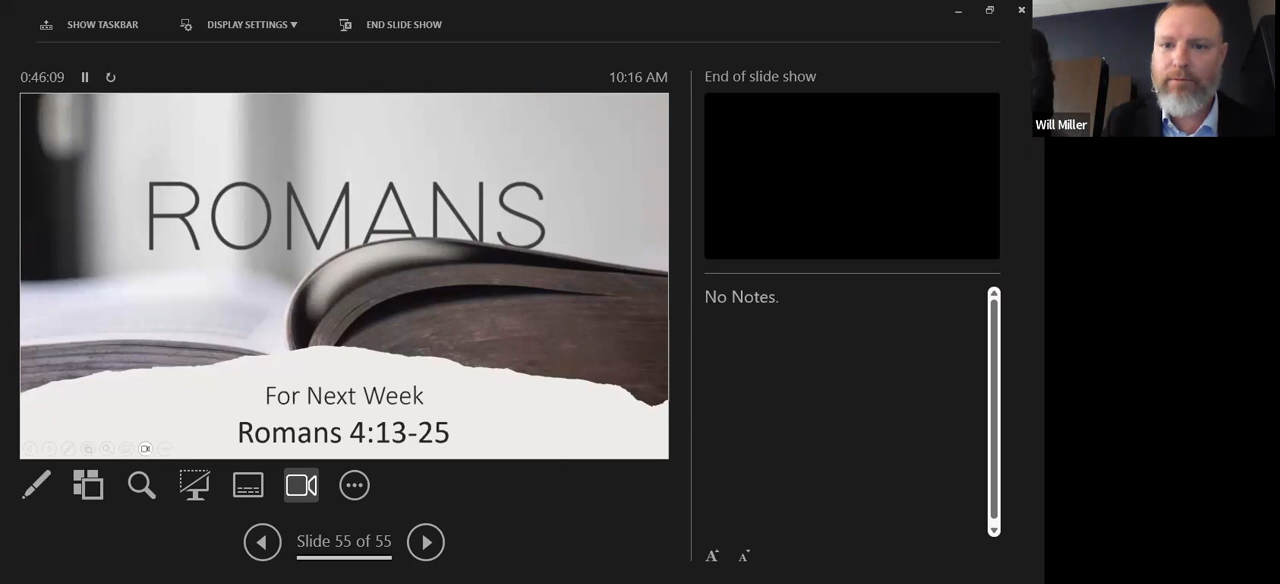 SHOW TASKBAR
DISPLAY SETTINGS ▼
END SLIDE SHOW
0:46:09
10:16 AM
End of slide show
Will Miller
ROMANS
No Notes.
For Next Week
Romans 4:13-25
Slide 55 of 55
A
A